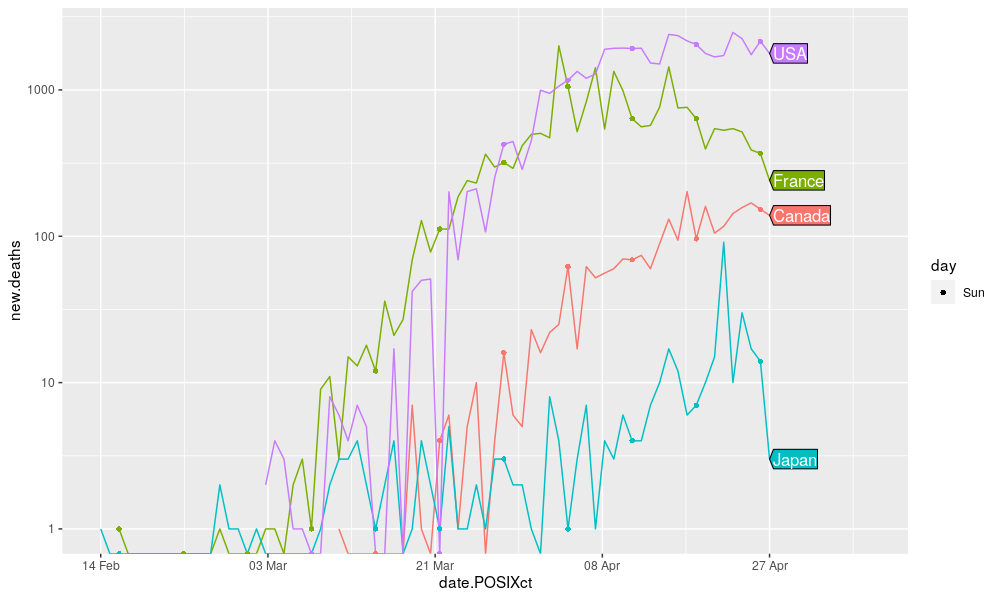 new.deaths
1000
100
10
1
USA
France
Canada
Japan
14 Feb
03 Mar
21 Mar
08 Apr
27 Apr
date.POSIXct
day
Sun